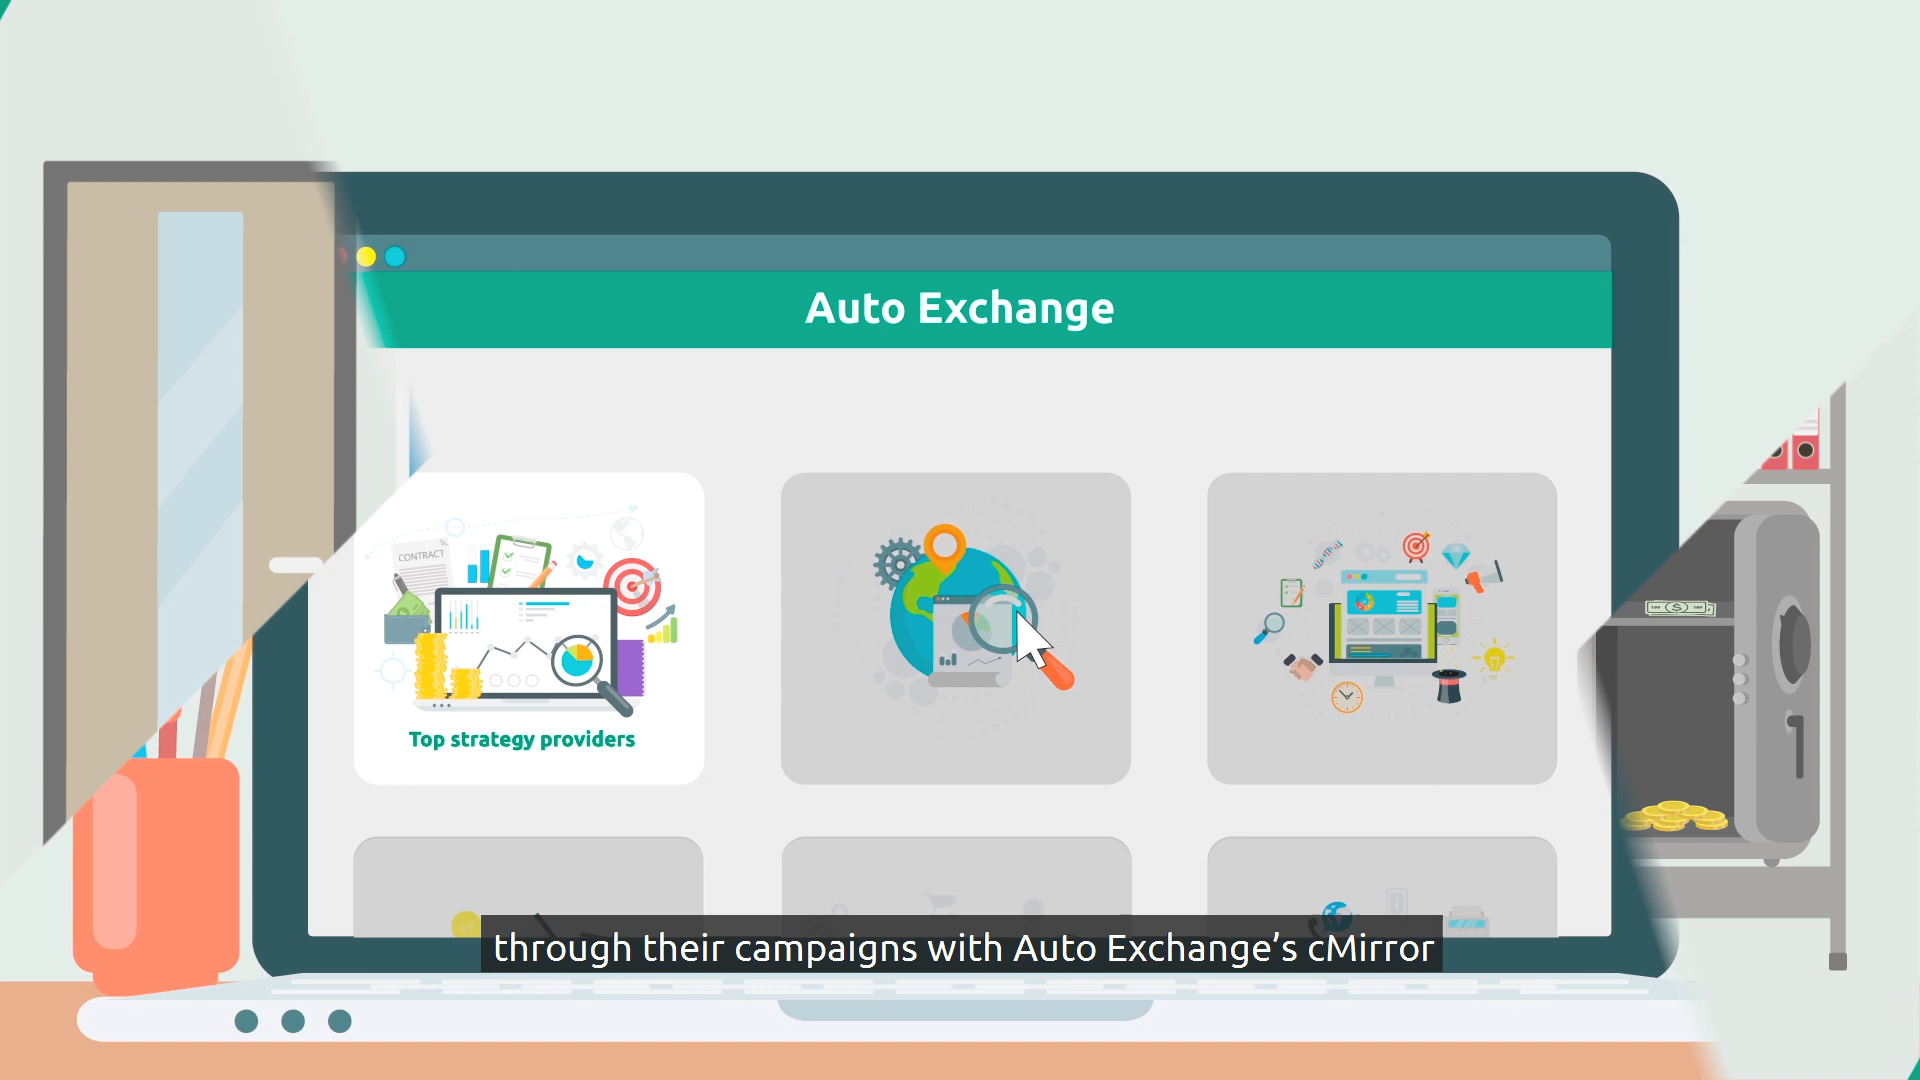 Auto Exchange
CONTRACT
Top strategy providers
through their campaigns with Auto Exchange’s cMirror